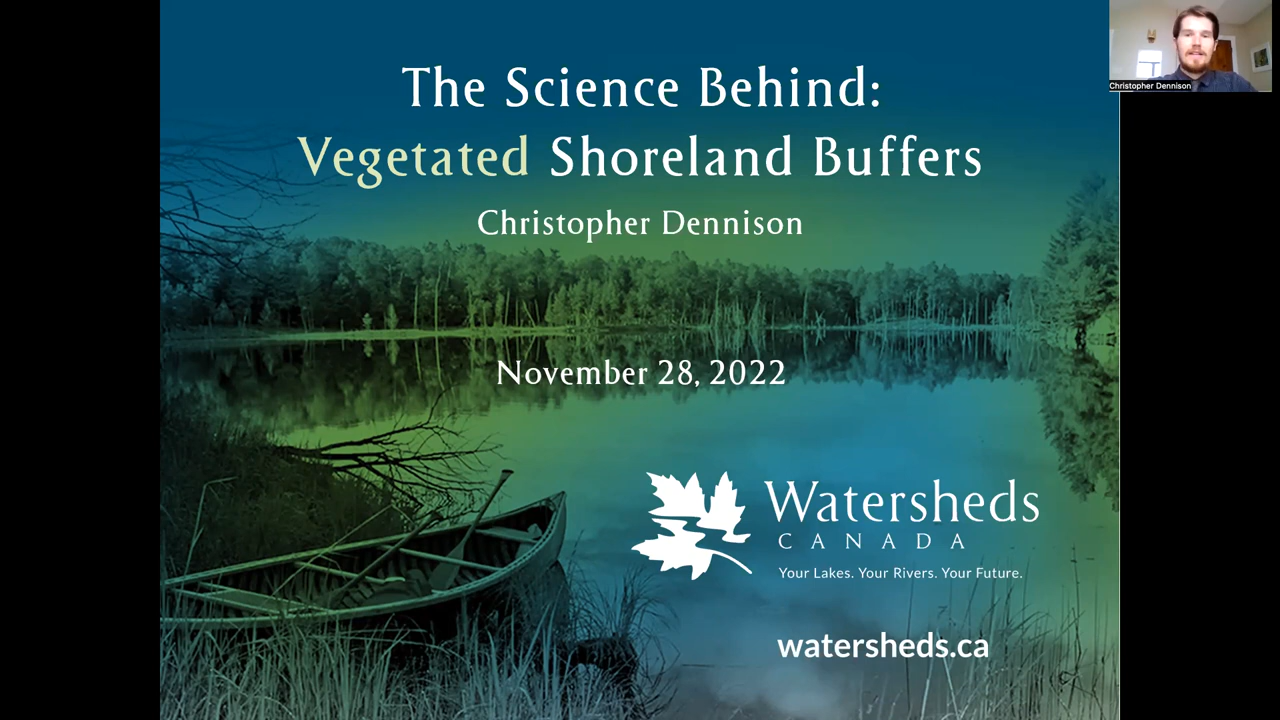 The Science Behind:
Vegetated Shoreland Buffers
Christopher Dennison
November 28, 2022
Watersheds
CANADA
Your Lakes. Your Rivers. Your Future.
watersheds.ca
Christopher Dennison